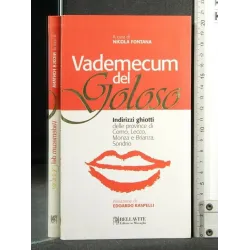 A cura di
NICOLA FONTANA
Vademecum
del
Goloso
Indirizzi ghiotti
delle province di
Como, Lecco,
Monza e Brianza,
Sondrio
prefazione di
EDOARDO RASPELLI
BELLAVITE